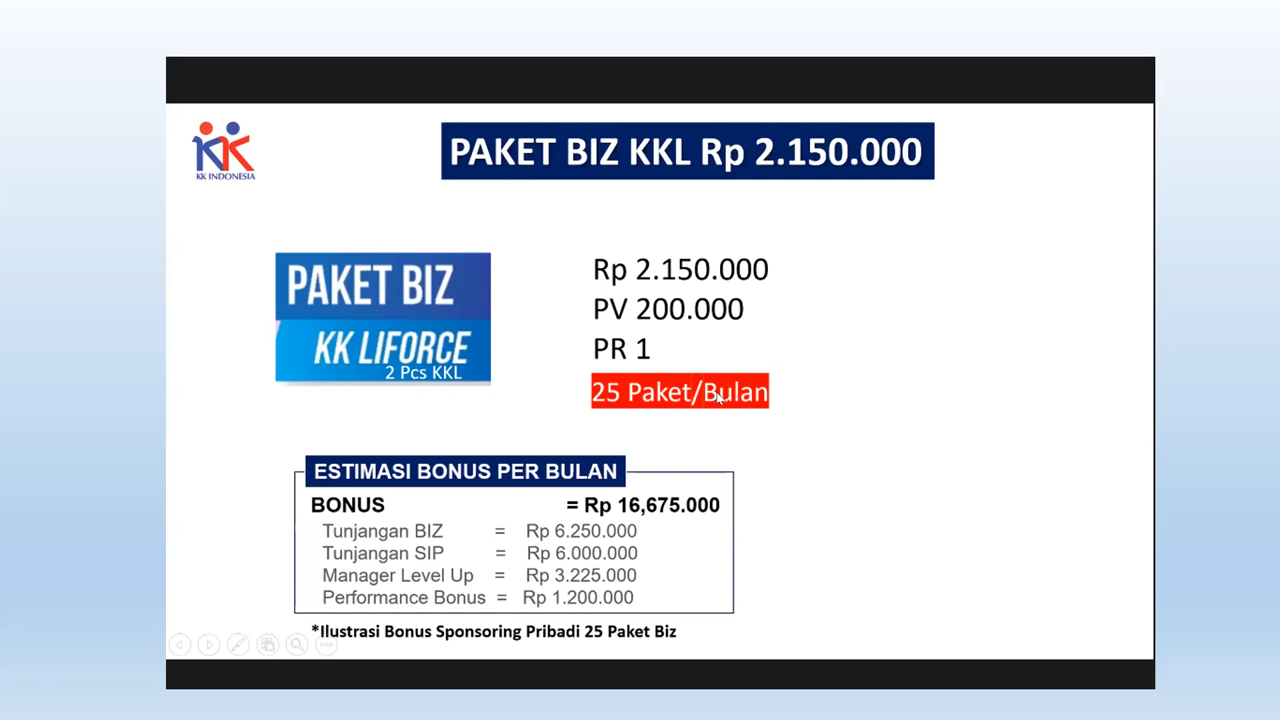 KK INDONESIA
PAKET BIZ KKL Rp 2.150.000
PAKET BIZ
KK LIFORCE
2 Pcs KKL
Rp 2.150.000
PV 200.000
PR 1
25 Paket/Bulan
ESTIMASI BONUS PER BULAN
BONUS = Rp 16,675.000
Tunjangan BIZ = Rp 6.250.000
Tunjangan SIP = Rp 6.000.000
Manager Level Up = Rp 3.225.000
Performance Bonus = Rp 1.200.000
*Ilustrasi Bonus Sponsoring Pribadi 25 Paket Biz